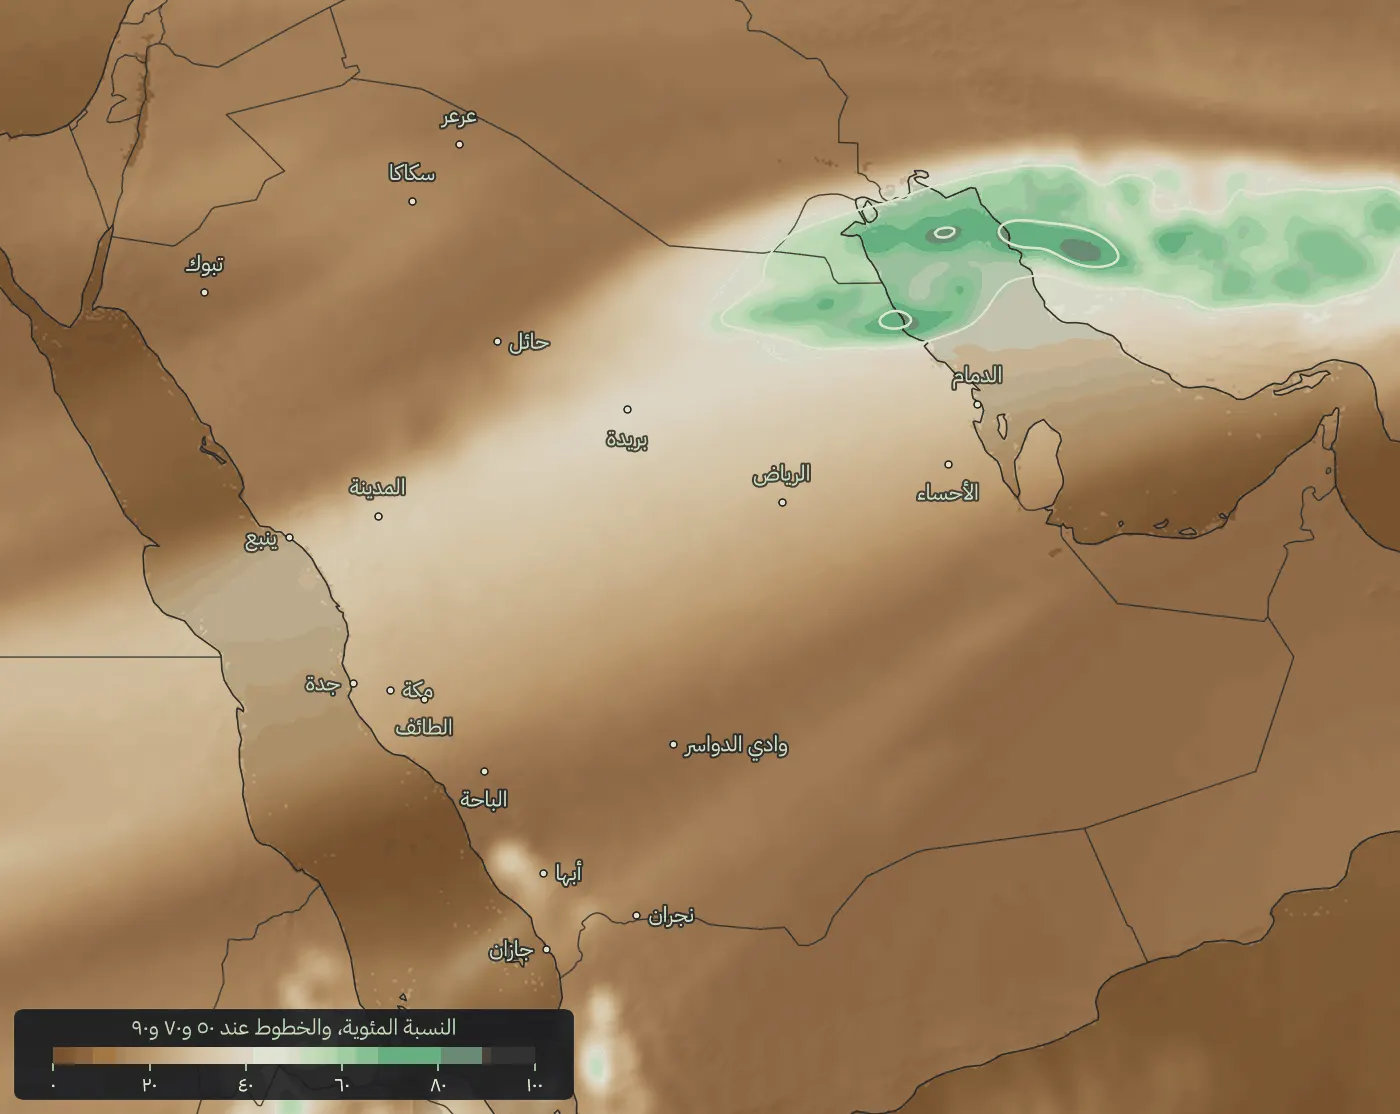 عرعر
سكاكا
تبوك
حائل
الدمام
بريدة
الرياض
الأحساء
المدينة
ينبع
جدة
مكة
الطائف
وادي الدواسر
الباحة
أبها
نجران
جازان
النسبة المئوية، والخطوط عند ٥٠ و٧٠ و٩٠
٠ ٢٠ ٤٠ ٦٠ ٨٠ ١٠٠